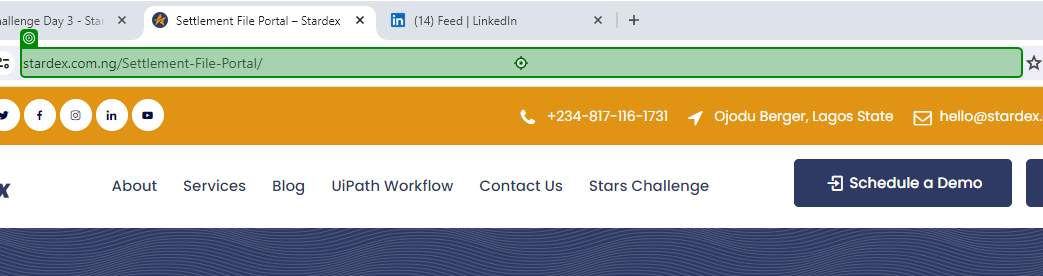 allenge Day 3 - Star
Settlement File Portal – Stardex
(14) Feed | LinkedIn
stardex.com.ng/Settlement-File-Portal/
+234-817-116-1731
Ojodu Berger, Lagos State
hello@stardex.
x
About
Services
Blog
UiPath Workflow
Contact Us
Stars Challenge
Schedule a Demo